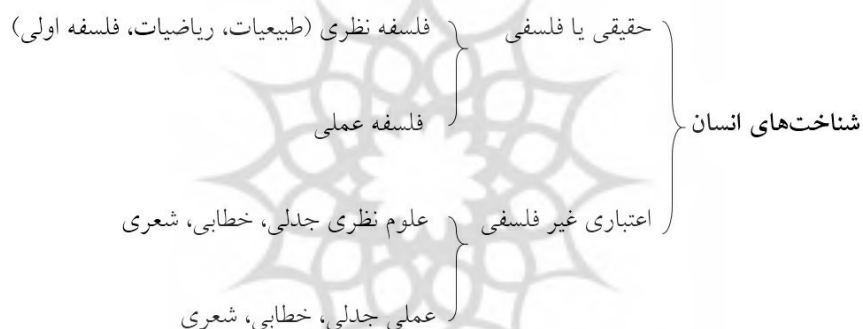 حقیقی یا فلسفی فلسفه نظری (طبیعیات، ریاضیات، فلسفه اولی)
شناخت‌های انسان فلسفه عملی
اعتباری غیر فلسفی علوم نظری جدلی، خطابی، شعری
عملی جدلی، خطابی، شعری